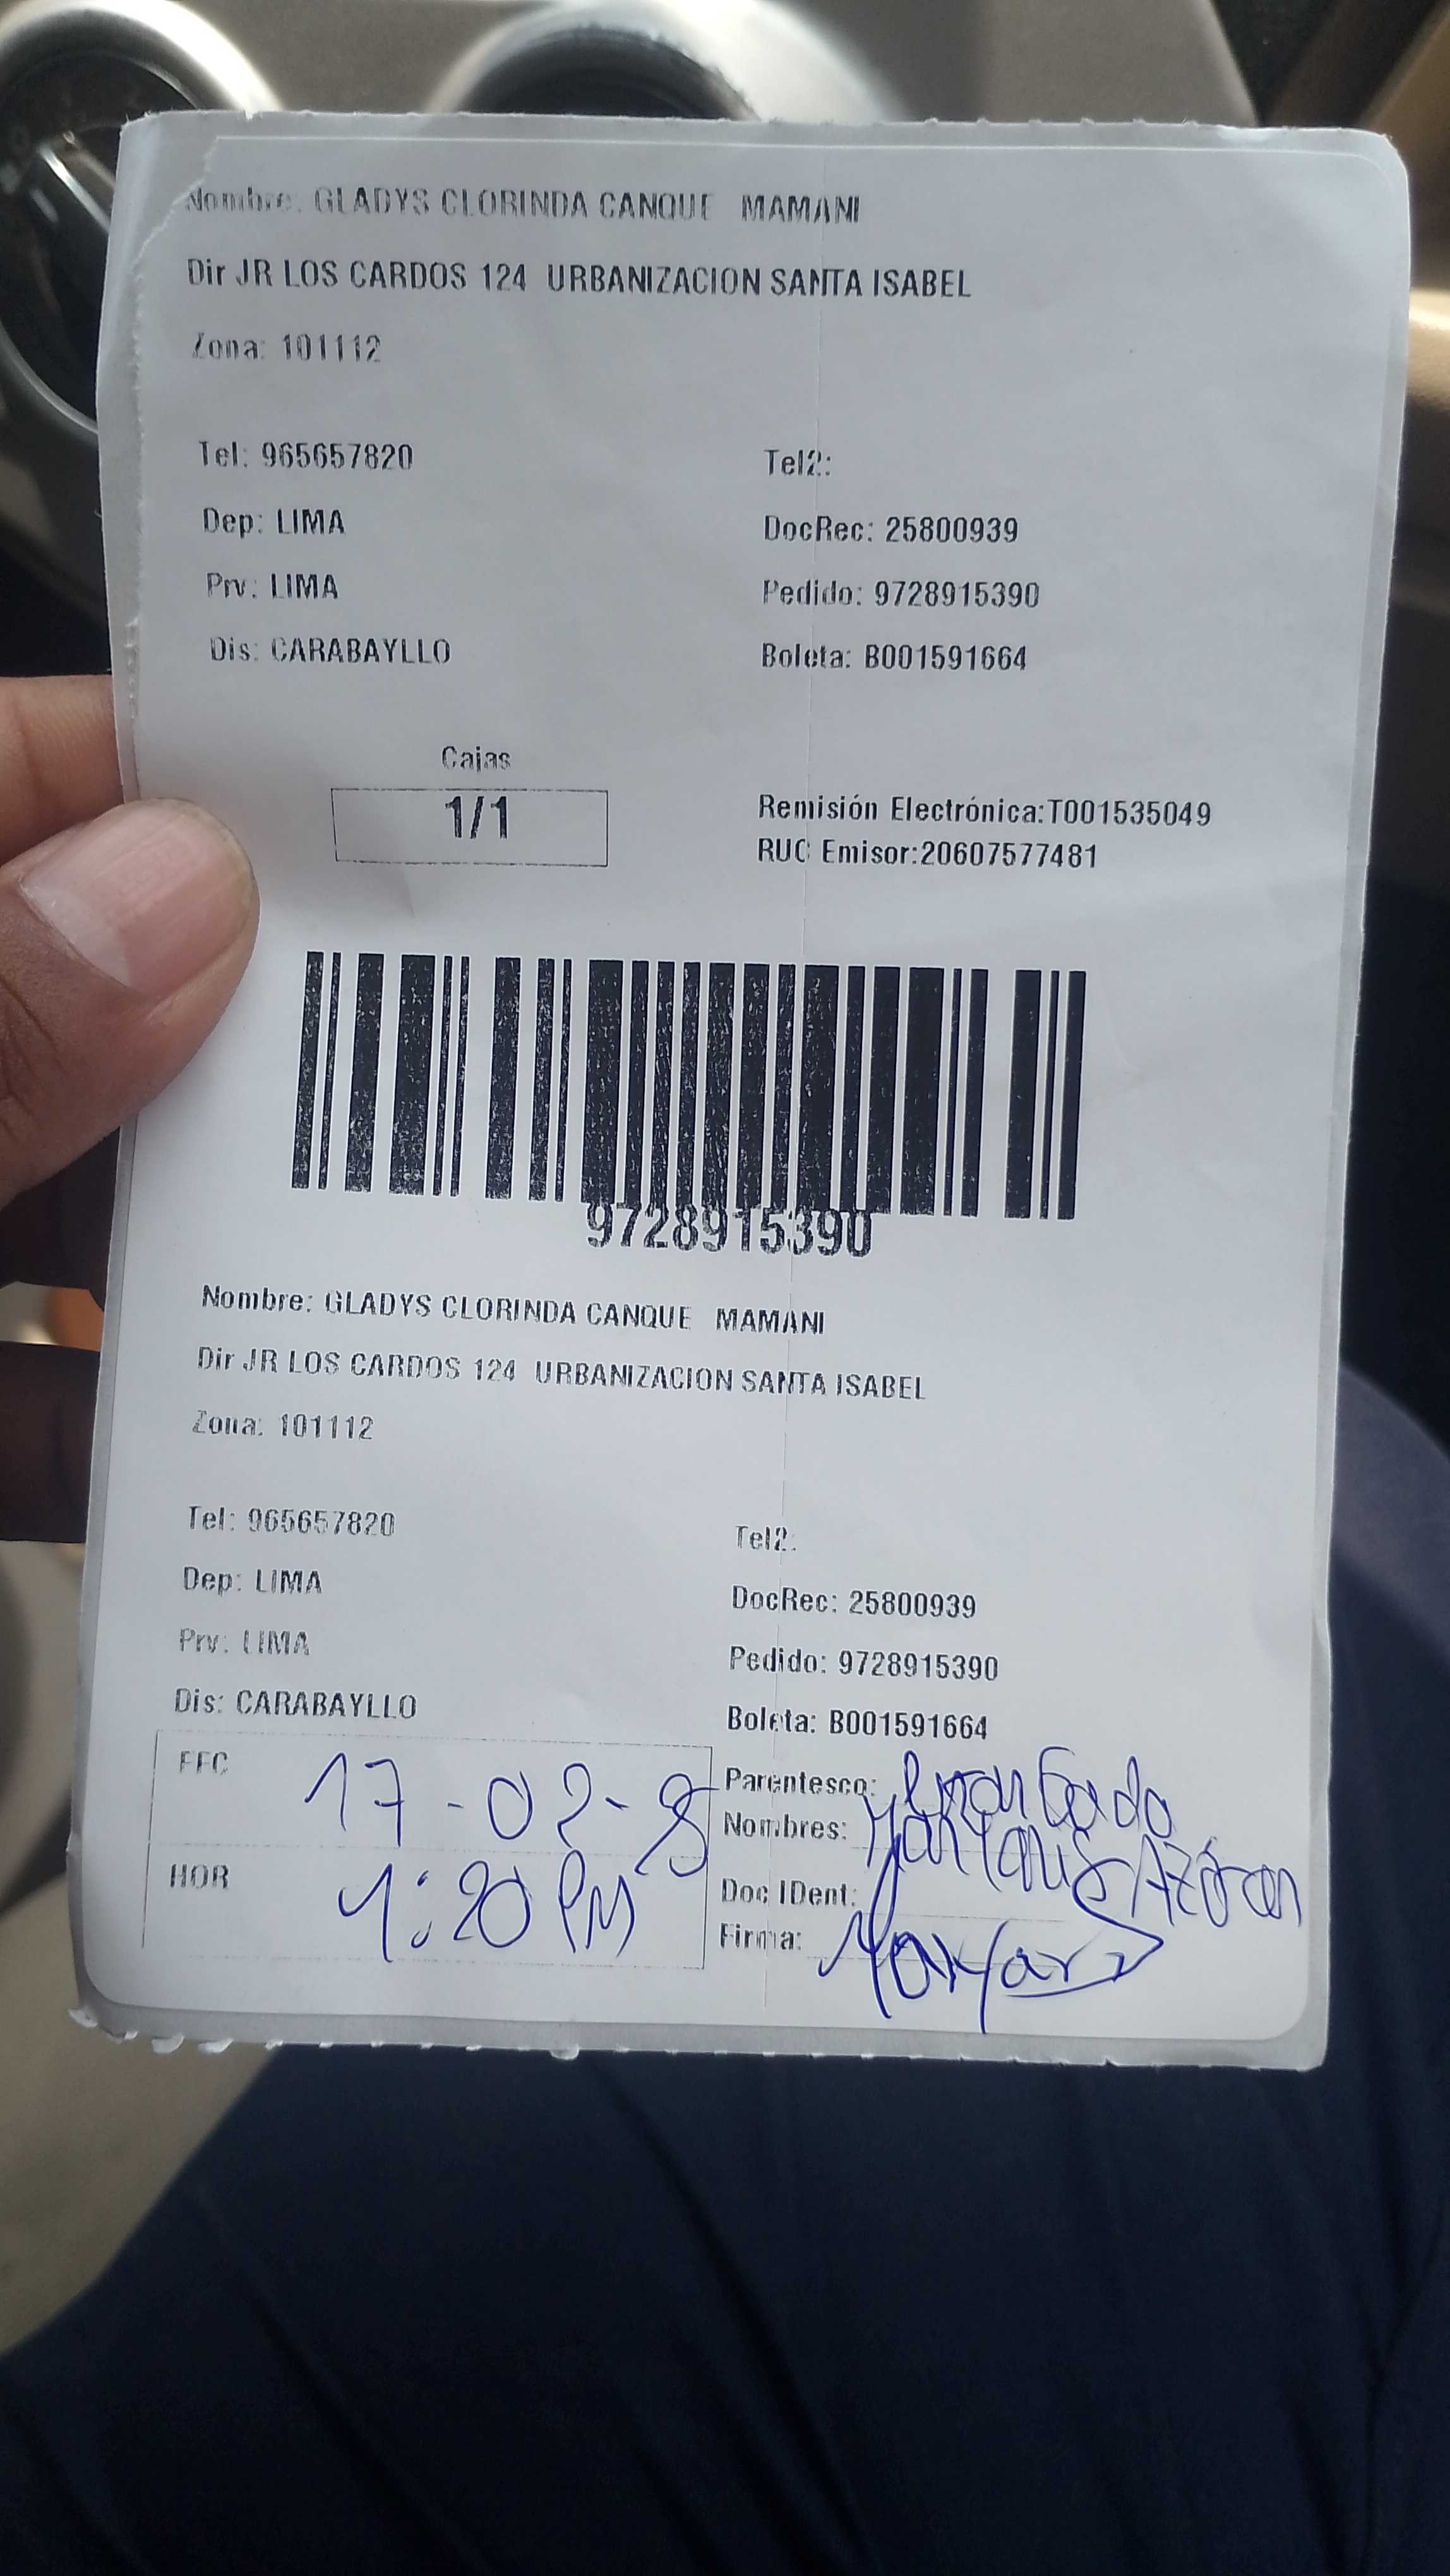 Nombre: GLADYS CLORINDA CANQUE MAMANI
Dir JR LOS CARDOS 124 URBANIZACION SANTA ISABEL
Zona: 101112
Tel: 965657820 Tel2:
Dep: LIMA DocRec: 25800939
Prv: LIMA Pedido: 9728915390
Dis: CARABAYLLO Boleta: B001591664
Cajas
1/1
Remisión Electrónica:T001535049
RUC Emisor:20607577481
9728915390
Nombre: GLADYS CLORINDA CANQUE MAMANI
Dir JR LOS CARDOS 124 URBANIZACION SANTA ISABEL
Zona: 101112
Tel: 965657820 Tel2:
Dep: LIMA DocRec: 25800939
Prv: LIMA Pedido: 9728915390
Dis: CARABAYLLO Boleta: B001591664
FFC 17-02-25 Parentesco:
Nombres:
HOR 1:20 PM Doc IDent:
Firma: